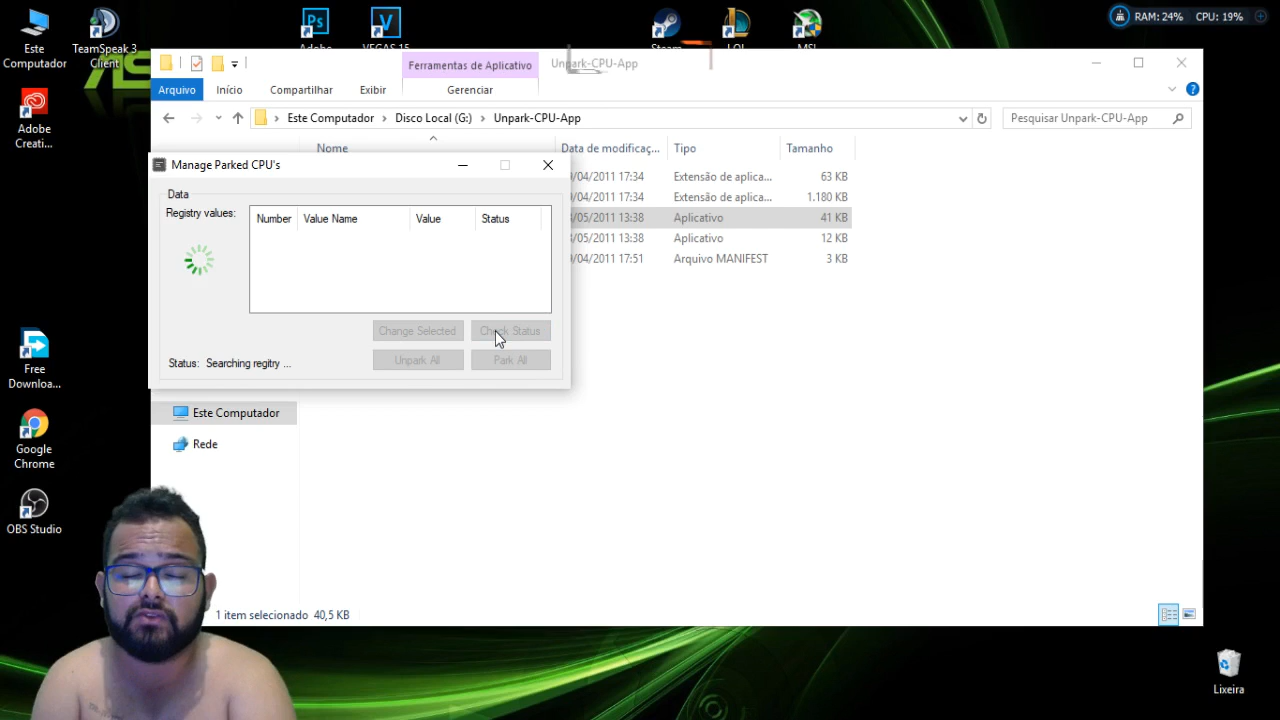 RAM: 24% CPU: 19%
Este
Computador
TeamSpeak 3
Client
Ps
Adobe
V
VEGAS 15
Steam
LOL
MSI
Ferramentas de Aplicativo
Unpark-CPU-App
Arquivo
Início
Compartilhar
Exibir
Gerenciar
?
Este Computador > Disco Local (G:) > Unpark-CPU-App
Pesquisar Unpark-CPU-App
Adobe
Creati...
Nome
Data de modificaç...
Tipo
Tamanho
/04/2011 17:34 Extensão de aplica... 63 KB
/04/2011 17:34 Extensão de aplica... 1.180 KB
/05/2011 13:38 Aplicativo 41 KB
/05/2011 13:38 Aplicativo 12 KB
/04/2011 17:51 Arquivo MANIFEST 3 KB
Manage Parked CPU's
Data
Registry values:
Number
Value Name
Value
Status
Change Selected
Check Status
Unpark All
Park All
Status: Searching regitry ...
Free
Downloa...
Este Computador
Rede
Google
Chrome
OBS Studio
1 item selecionado 40,5 KB
Lixeira